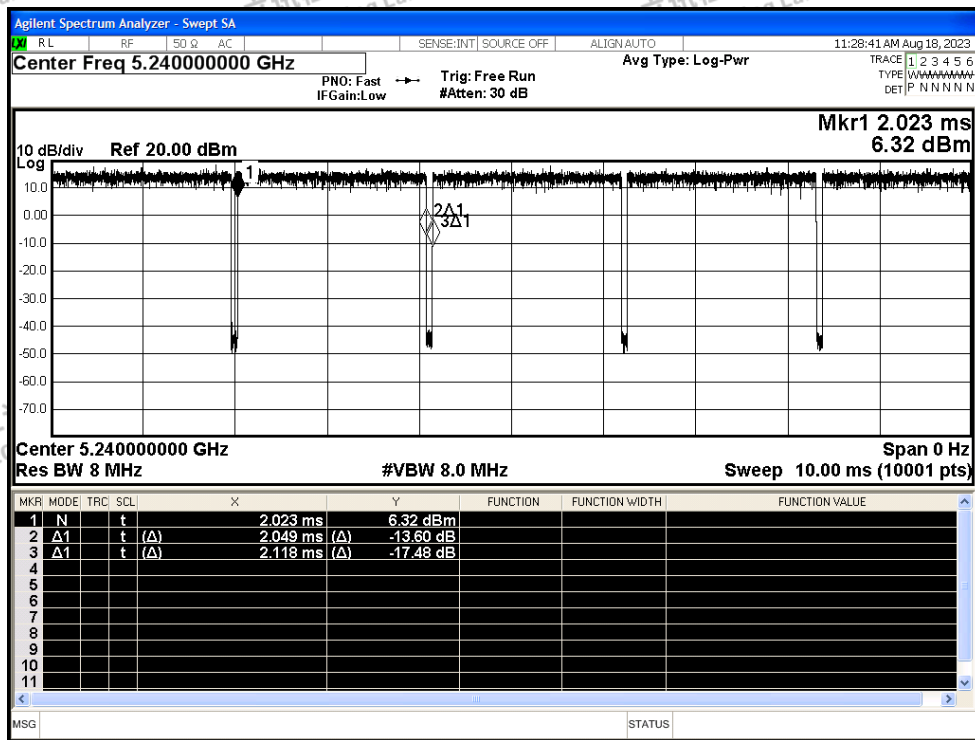 Agilent Spectrum Analyzer - Swept SA
LXI RL RF 50 Ω AC SENSE:INT SOURCE OFF ALIGN AUTO 11:28:41 AM Aug 18, 2023
Center Freq 5.240000000 GHz Avg Type: Log-Pwr TRACE 1 2 3 4 5 6
PNO: Fast Trig: Free Run TYPE WWWWWW
IFGain:Low #Atten: 30 dB DET P N N N N N
Mkr1 2.023 ms
10 dB/div Ref 20.00 dBm 6.32 dBm
Log
1
10.0
0.00
2Δ1
3Δ1
-10.0
-20.0
-30.0
-40.0
-50.0
-60.0
-70.0
Center 5.240000000 GHz Span 0 Hz
Res BW 8 MHz #VBW 8.0 MHz Sweep 10.00 ms (10001 pts)
MKR MODE TRC SCL X Y FUNCTION FUNCTION WIDTH FUNCTION VALUE
1 N t 2.023 ms 6.32 dBm
2 Δ1 t (Δ) 2.049 ms (Δ) -13.60 dB
3 Δ1 t (Δ) 2.118 ms (Δ) -17.48 dB
4
5
6
7
8
9
10
11
MSG STATUS